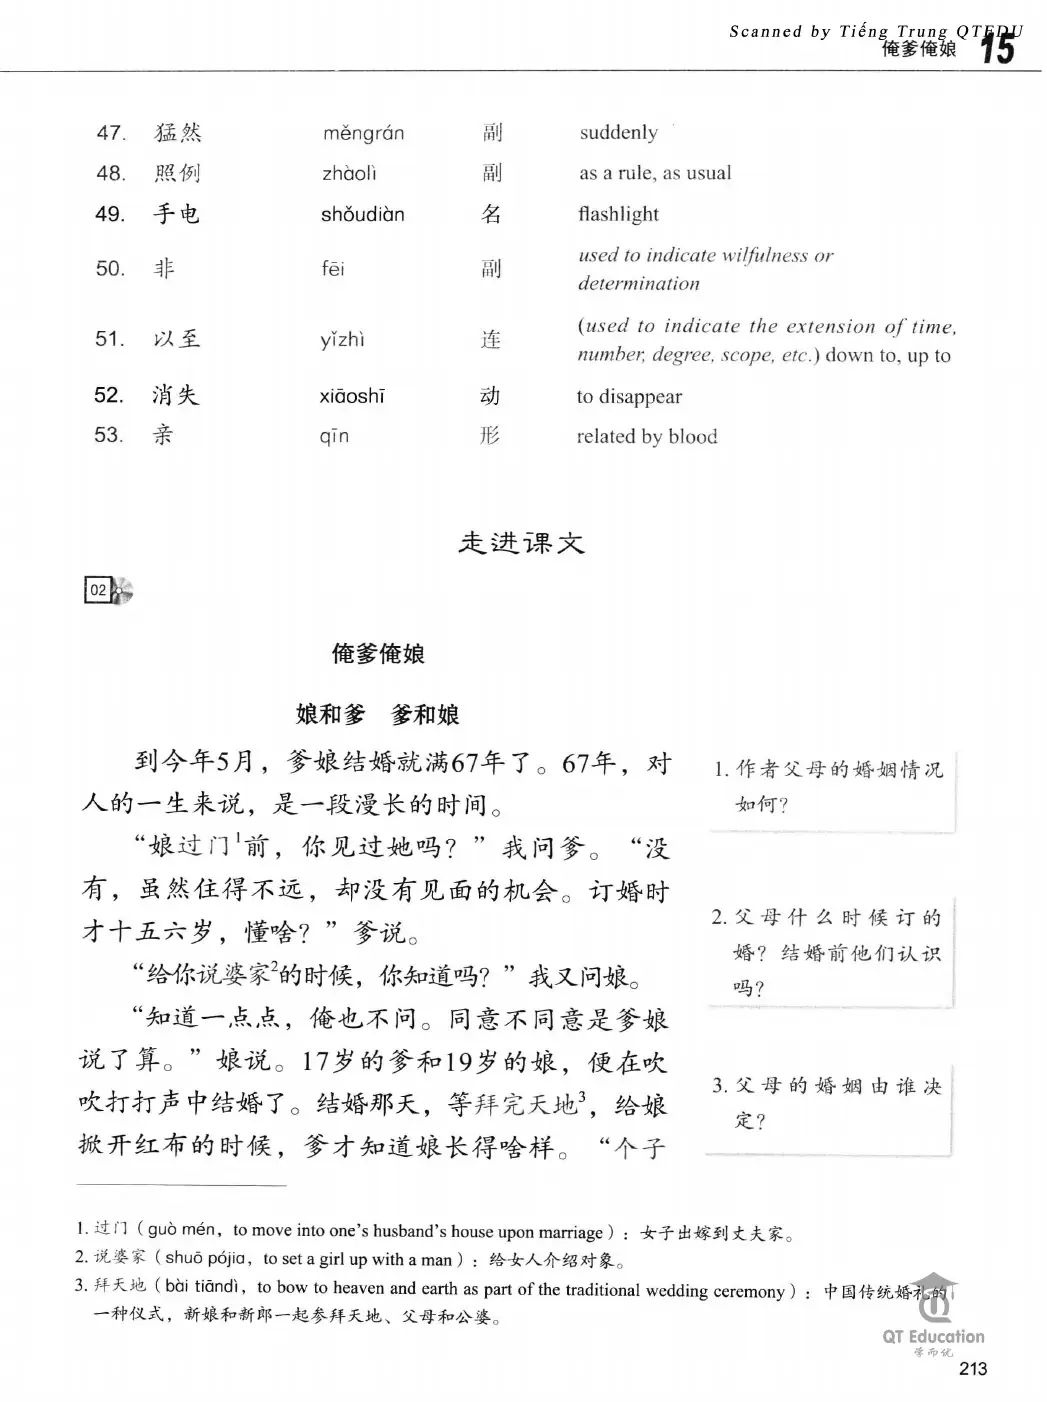 Scanned by Tiếng Trung QTEDU
俺爹俺娘 15
47. 猛然 měngrán 副 suddenly
48. 照例 zhàolì 副 as a rule, as usual
49. 手电 shǒudiàn 名 flashlight
50. 非 fēi 副 used to indicate wilfulness or
determination
51. 以至 yǐzhì 连 (used to indicate the extension of time,
number, degree, scope, etc.) down to, up to
52. 消失 xiāoshī 动 to disappear
53. 亲 qīn 形 related by blood
走进课文
02
俺爹俺娘
娘和爹 爹和娘
到今年5月，爹娘结婚就满67年了。67年，对
人的一生来说，是一段漫长的时间。
“娘过门1前，你见过她吗？”我问爹。“没
有，虽然住得不远，却没有见面的机会。订婚时
才十五六岁，懂啥？”爹说。
“给你说婆家2的时候，你知道吗？”我又问娘。
“知道一点点，俺也不问。同意不同意是爹娘
说了算。”娘说。17岁的爹和19岁的娘，便在吹
吹打打声中结婚了。结婚那天，等拜完天地3，给娘
掀开红布的时候，爹才知道娘长得啥样。“个子
1. 作者父母的婚姻情况
如何？
2. 父母什么时候订的
婚？结婚前他们认识
吗？
3. 父母的婚姻由谁决
定？
1. 过门（guò mén，to move into one's husband's house upon marriage）：女子出嫁到丈夫家。
2. 说婆家（shuō pójia，to set a girl up with a man）：给女人介绍对象。
3. 拜天地（bài tiāndì，to bow to heaven and earth as part of the traditional wedding ceremony）：中国传统婚礼的
一种仪式，新娘和新郎一起参拜天地、父母和公婆。
QT Education
学而优
213